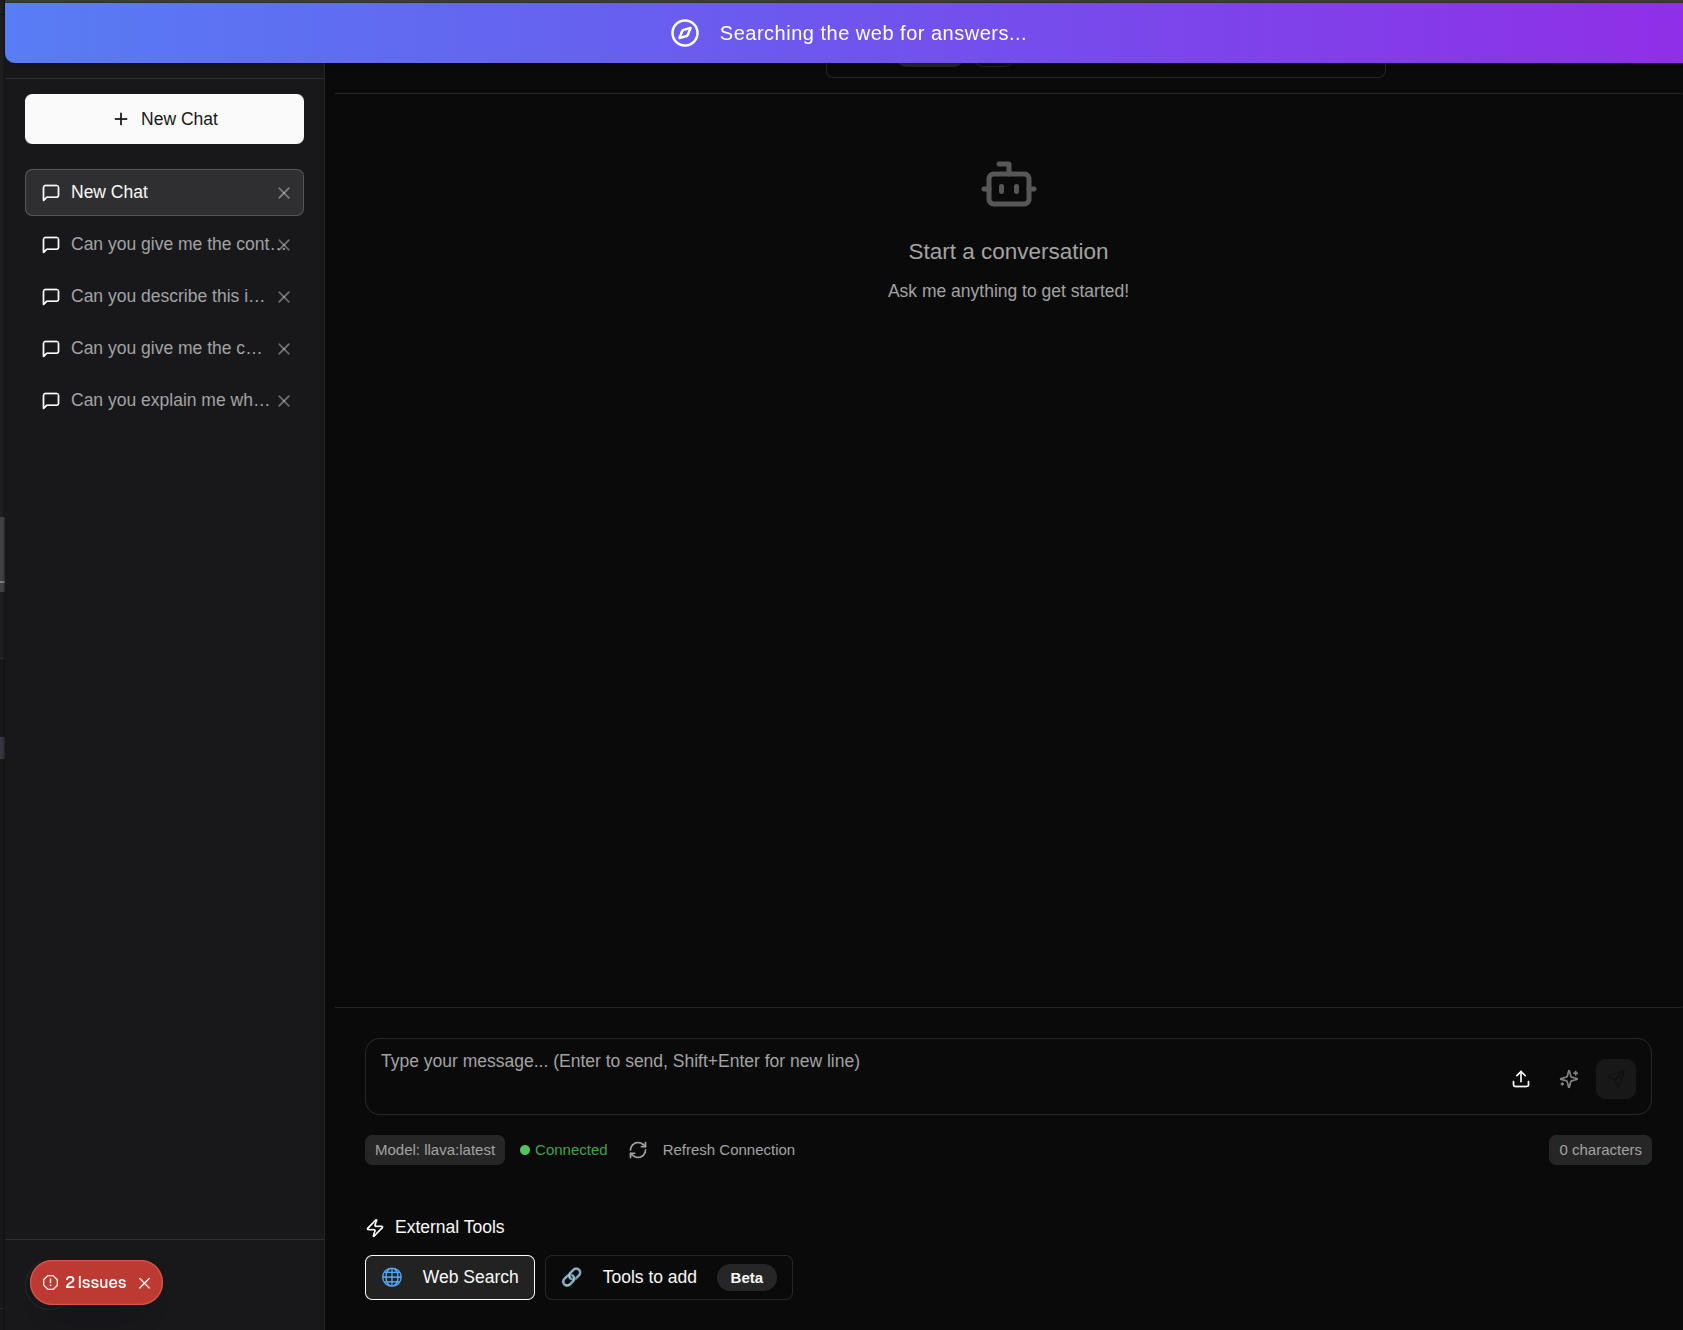 Searching the web for answers...
New Chat
New Chat
Can you give me the cont...
Can you describe this i...
Can you give me the c...
Can you explain me wh...
Start a conversation
Ask me anything to get started!
Type your message... (Enter to send, Shift+Enter for new line)
Model: llava:latest
Connected
Refresh Connection
0 characters
External Tools
Web Search
Tools to add
Beta
2 Issues